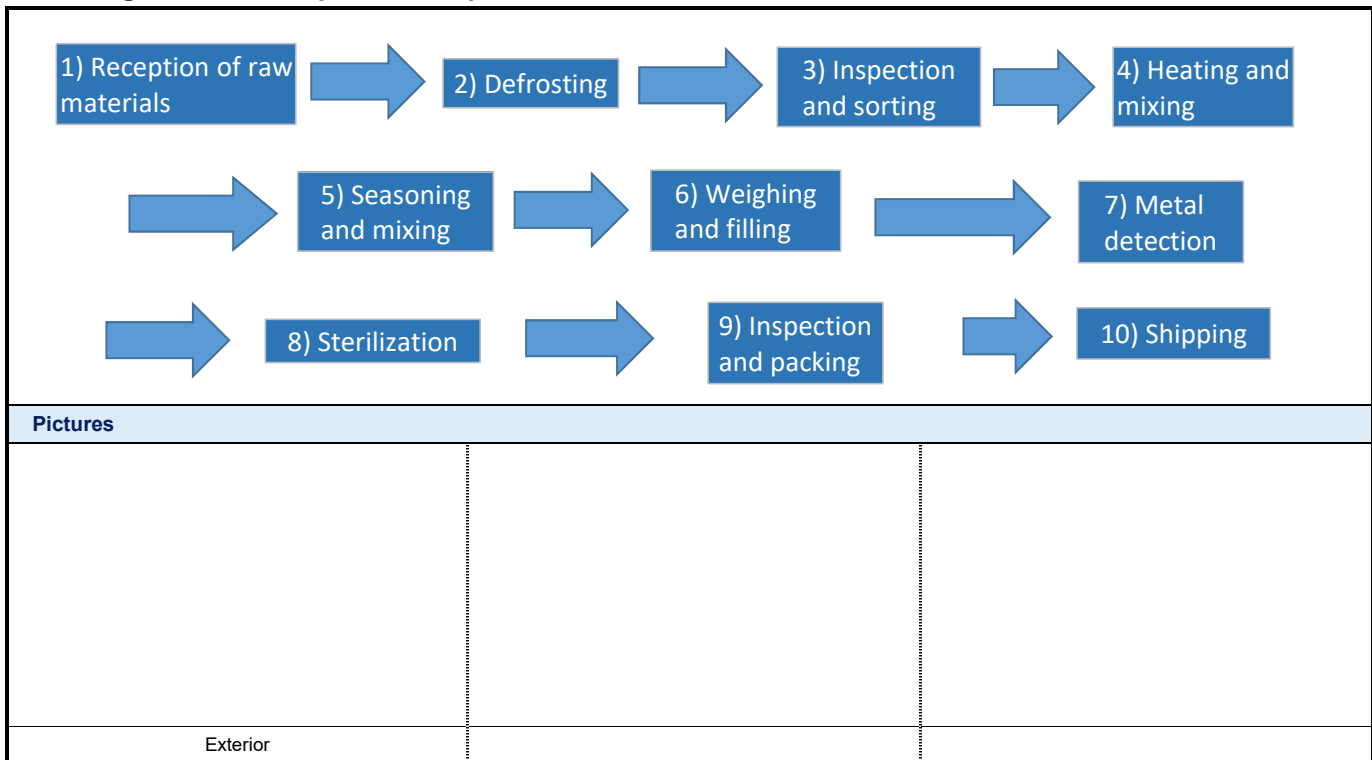 1) Reception of raw
materials
2) Defrosting
3) Inspection
and sorting
4) Heating and
mixing
5) Seasoning
and mixing
6) Weighing
and filling
7) Metal
detection
8) Sterilization
9) Inspection
and packing
10) Shipping
Pictures
Exterior